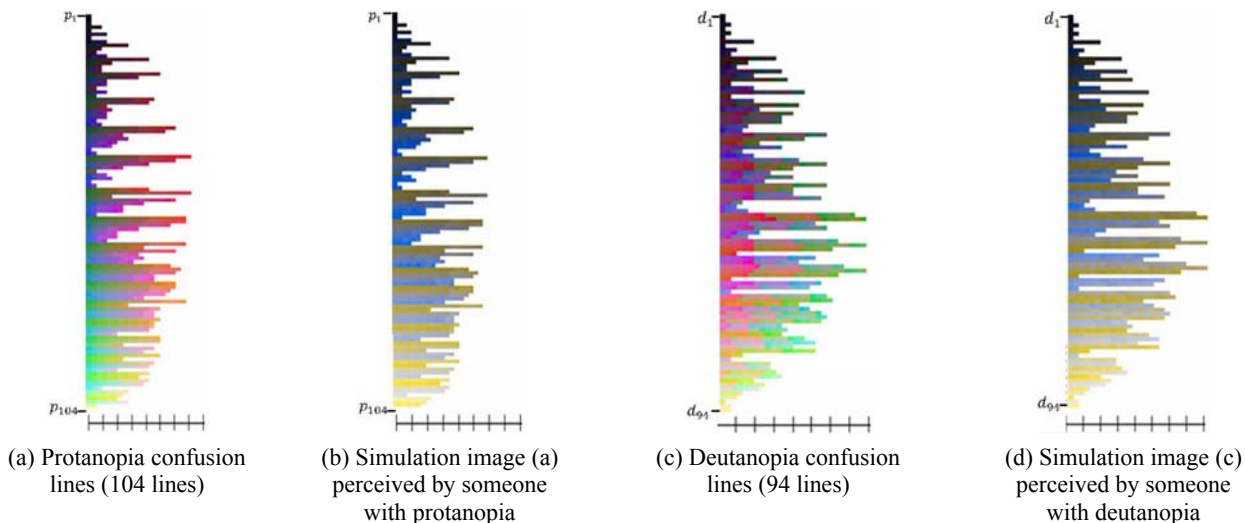 p₁
p₁
d₁
d₁
p₁₀₄
p₁₀₄
d₉₄
d₉₄
(a) Protanopia confusion
lines (104 lines)
(b) Simulation image (a)
perceived by someone
with protanopia
(c) Deutanopia confusion
lines (94 lines)
(d) Simulation image (c)
perceived by someone
with deutanopia